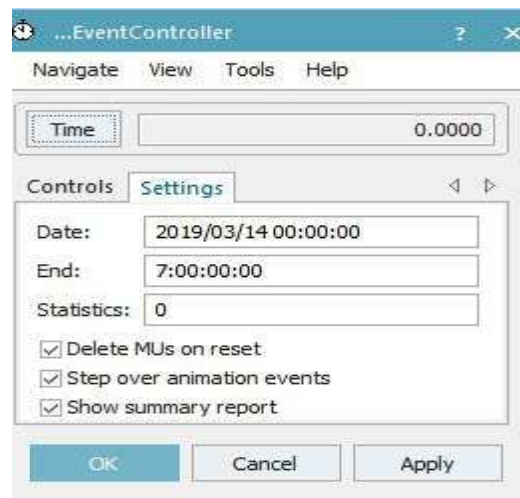 ...EventController ? ×
Navigate View Tools Help
Time 0.0000
Controls Settings
Date: 2019/03/14 00:00:00
End: 7:00:00:00
Statistics: 0
Delete MUs on reset
Step over animation events
Show summary report
OK Cancel Apply